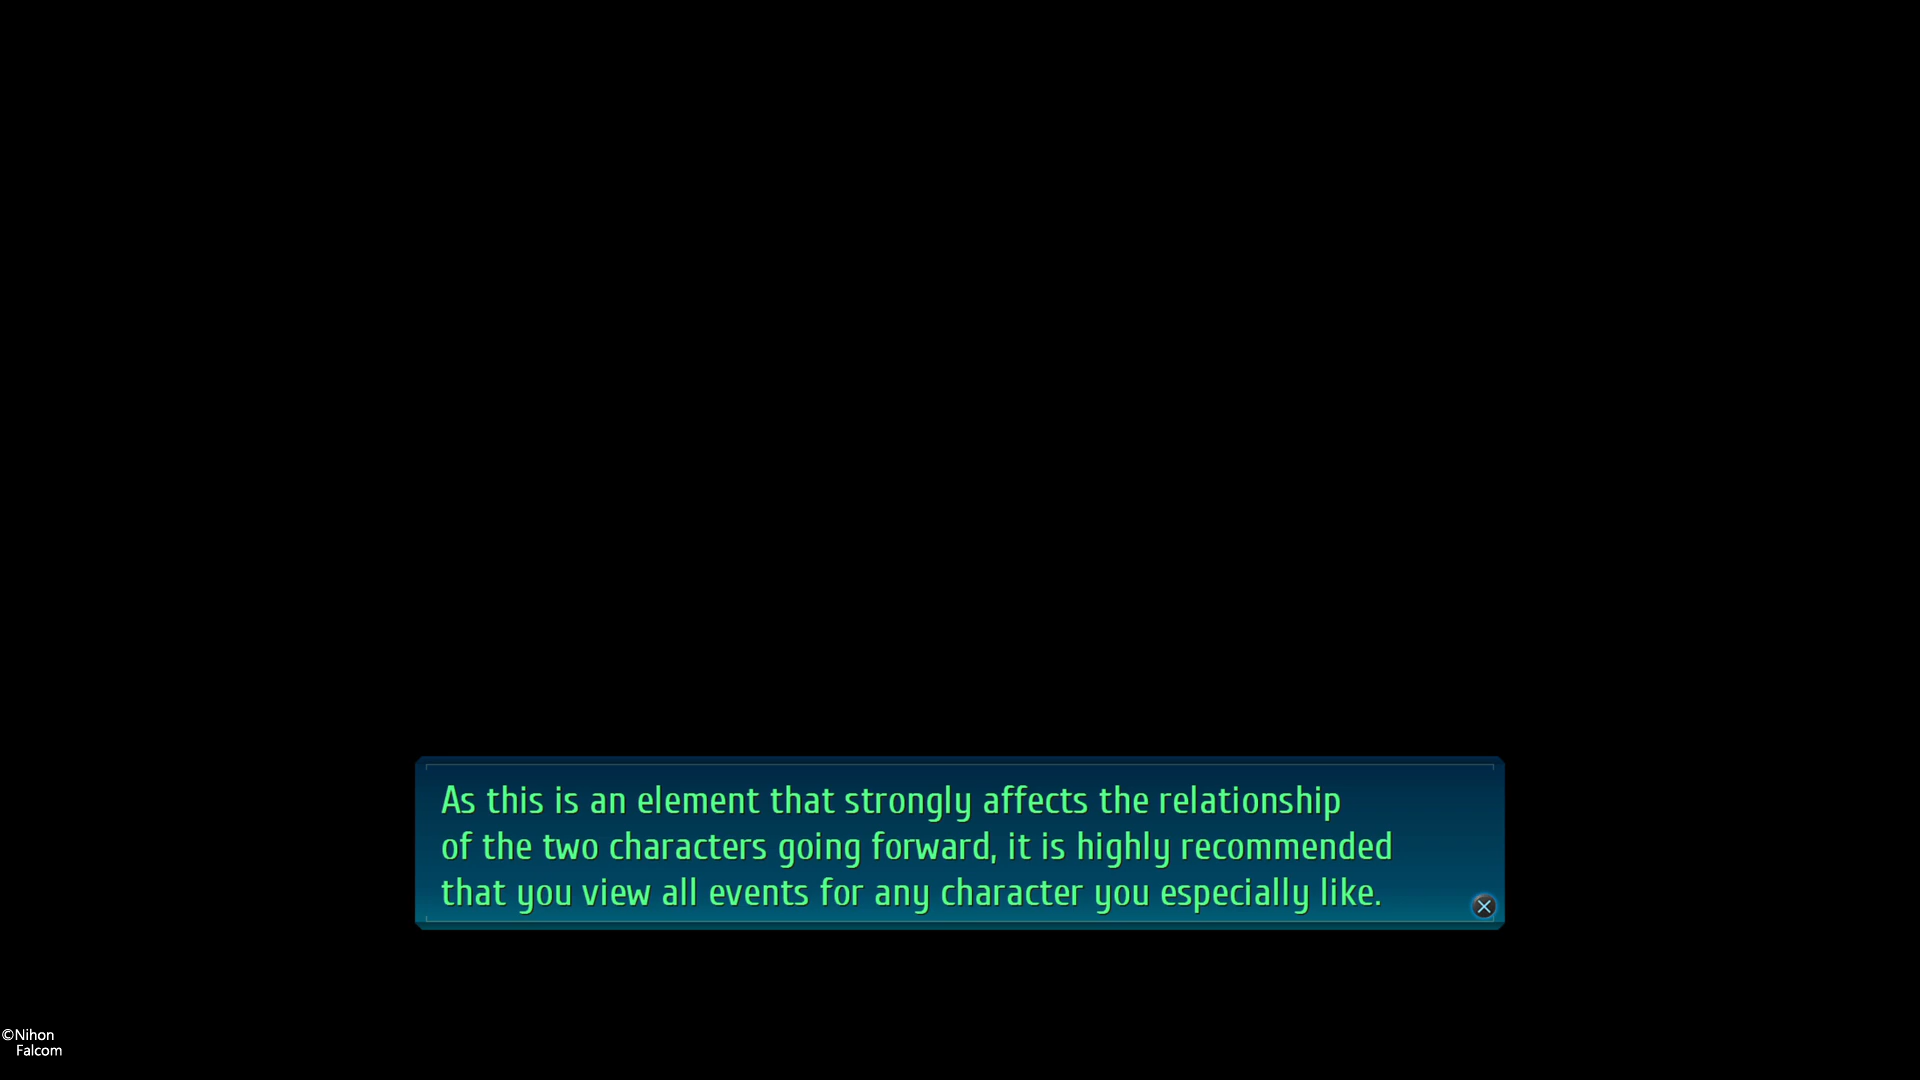 As this is an element that strongly affects the relationship
of the two characters going forward, it is highly recommended
that you view all events for any character you especially like.
©Nihon
Falcom